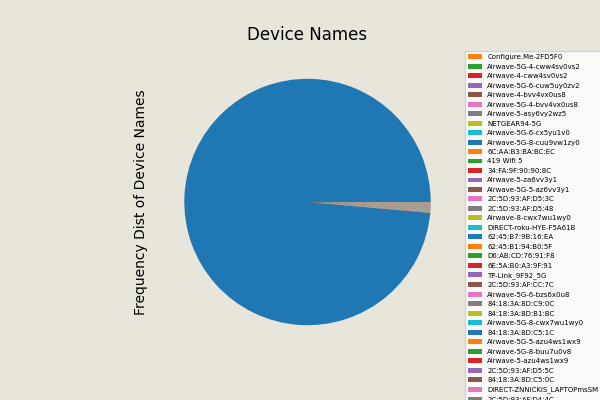 Device Names
Frequency Dist of Device Names
Configure.Me-2FD5F0
Airwave-5G-4-cww4sv0vs2
Airwave-4-cww4sv0vs2
Airwave-5G-6-cuw5uy0zv2
Airwave-4-bvv4vx0us8
Airwave-5G-4-bvv4vx0us8
Airwave-5-asy6vy2wz5
NETGEAR94-5G
Airwave-5G-6-cx5yu1v0
Airwave-5G-8-cuu9vw1zy0
6C:AA:B3:BA:BC:EC
419 Wifi 5
34:FA:9F:90:90:8C
Airwave-5-za6vv3y1
Airwave-5G-5-az6vv3y1
2C:5D:93:AF:D5:3C
2C:5D:93:AF:D5:48
Airwave-8-cwx7wu1wy0
DIRECT-roku-HYE-F5A61B
62:45:B7:9B:16:EA
62:45:B1:94:B0:5F
D6:AB:CD:76:91:F8
6E:5A:B0:A3:9F:91
TP-Link_9F92_5G
2C:5D:93:AF:CC:7C
Airwave-5G-6-bzs6x0u8
84:18:3A:8D:C9:0C
84:18:3A:8D:B1:BC
Airwave-5G-8-cwx7wu1wy0
84:18:3A:8D:C5:1C
Airwave-5G-5-azu4ws1wx9
Airwave-5G-8-buu7u0v8
Airwave-5-azu4ws1wx9
2C:5D:93:AF:D5:5C
84:18:3A:8D:C5:0C
DIRECT-ZNNICKIS_LAPTOPmsSM
2C:5D:93:AF:D4:4C